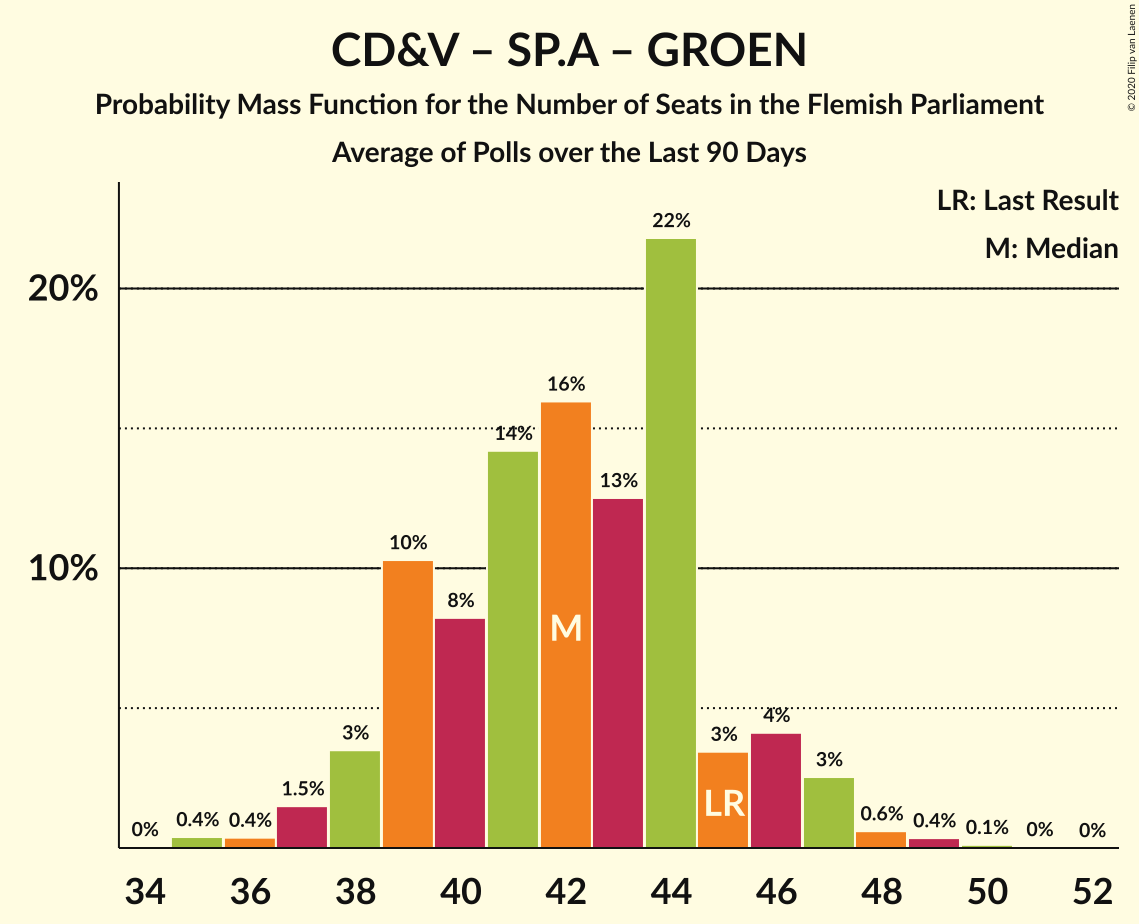 CD&V – SP.A – GROEN
Probability Mass Function for the Number of Seats in the Flemish Parliament
Average of Polls over the Last 90 Days
© 2020 Filip van Laenen
LR: Last Result
M: Median
20%
10%
0%
0.4%
0.4%
1.5%
3%
10%
8%
14%
16%
13%
22%
3%
4%
3%
0.6%
0.4%
0.1%
0%
0%
M
LR
34 36 38 40 42 44 46 48 50 52